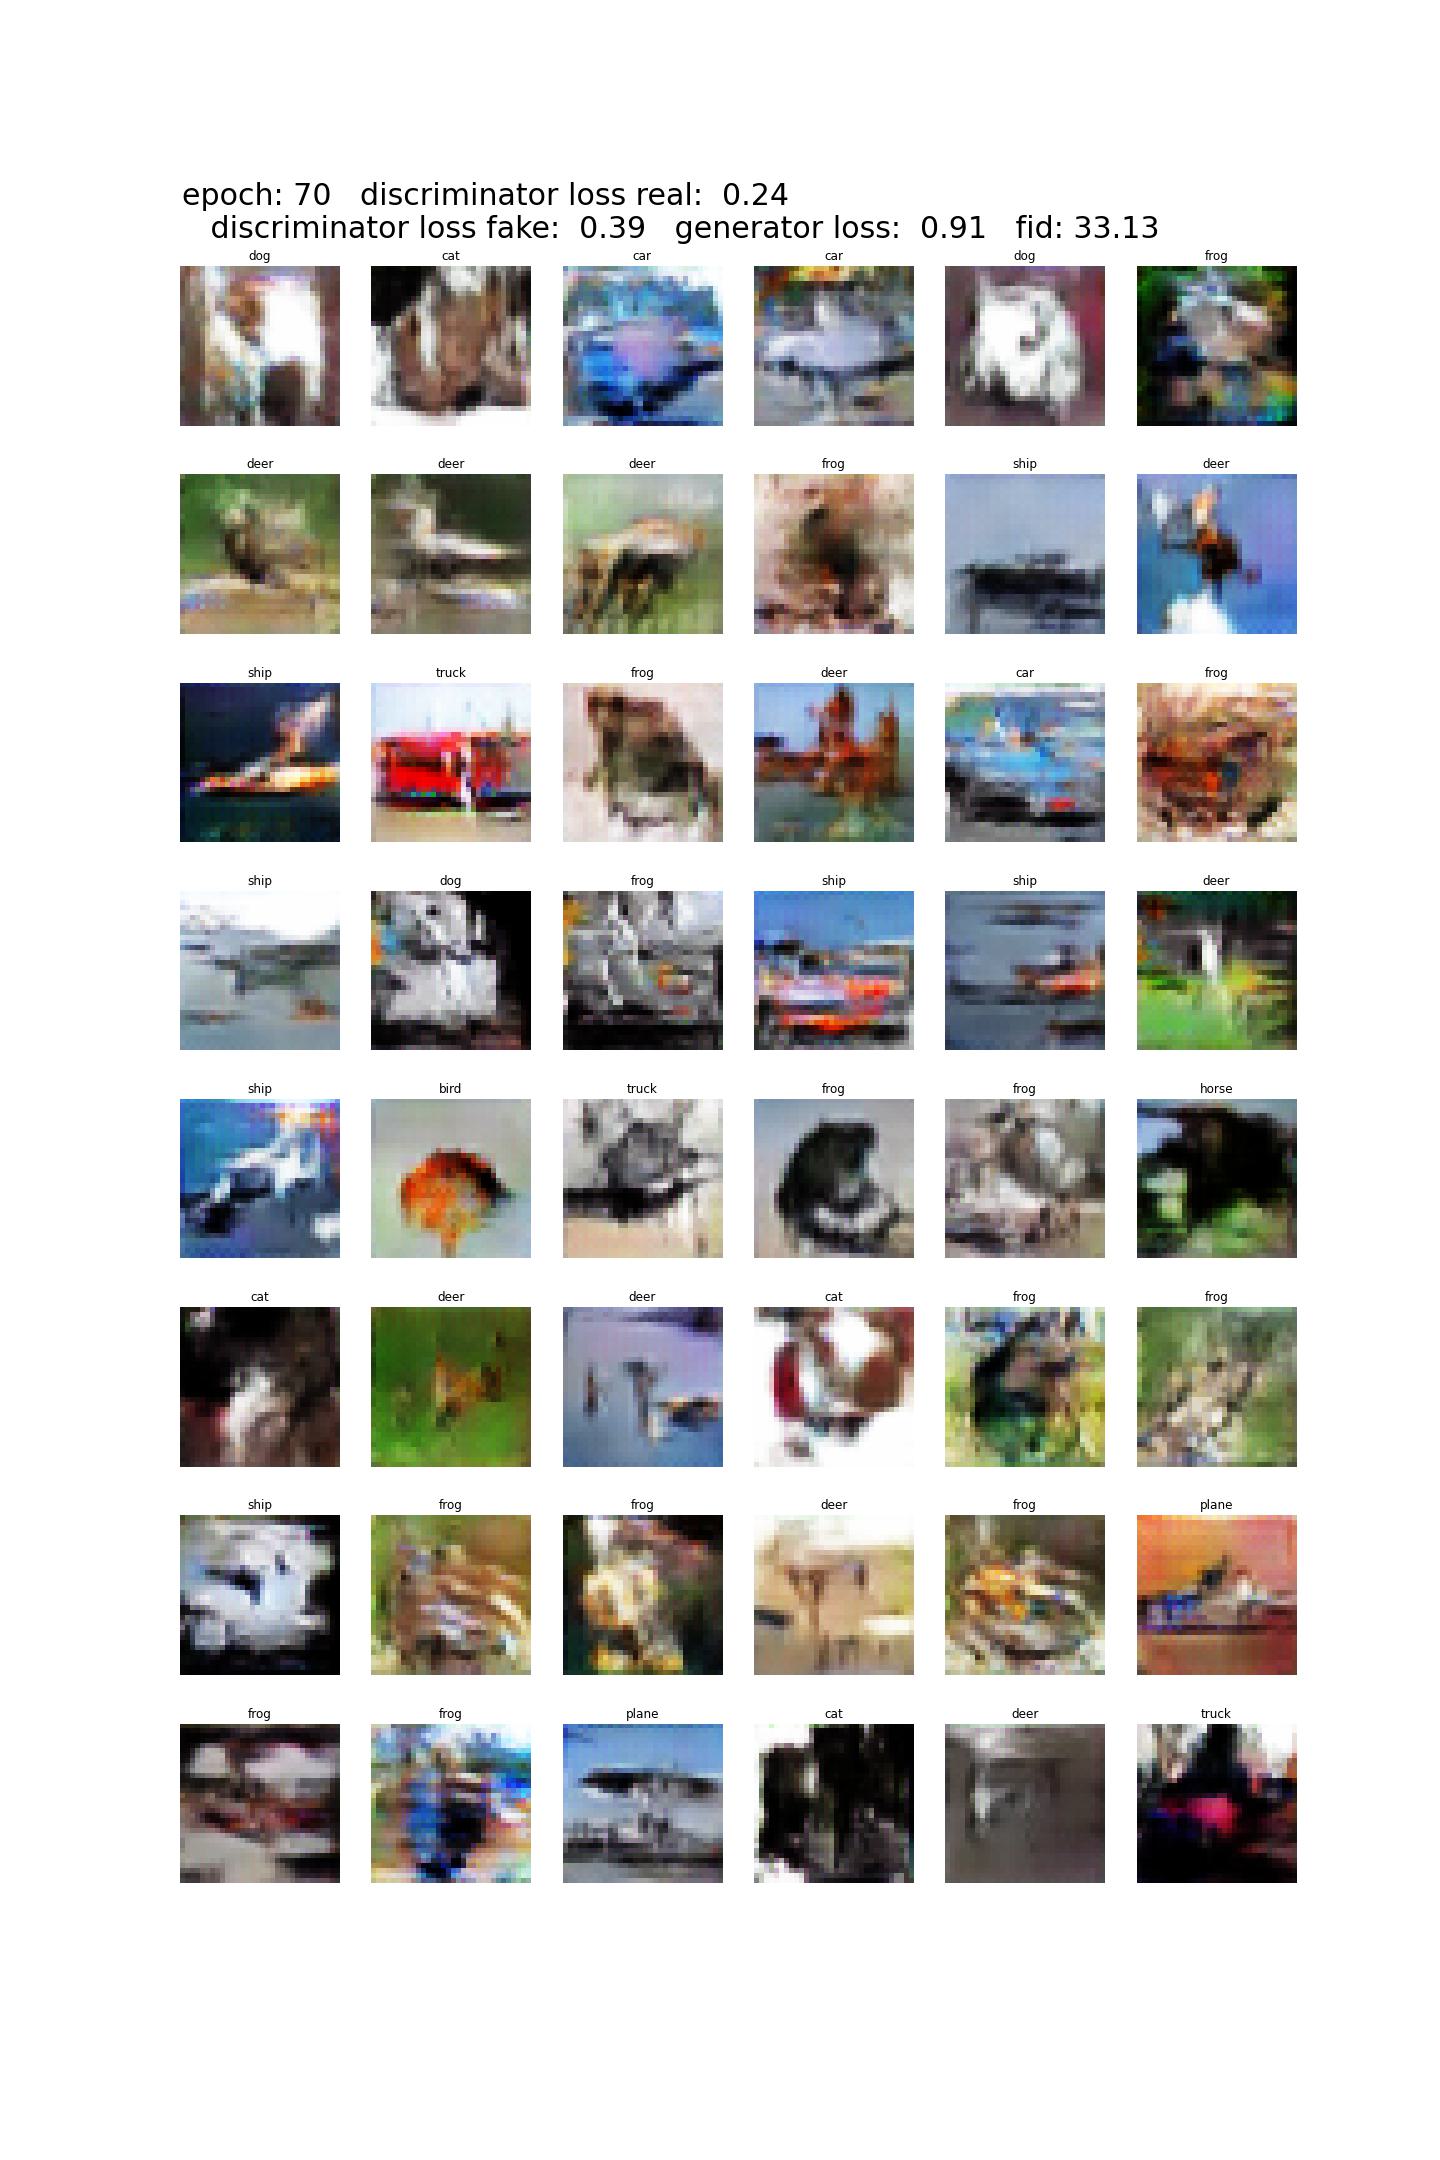 epoch: 70 discriminator loss real: 0.24
discriminator loss fake: 0.39 generator loss: 0.91 fid: 33.13
dog cat car car dog frog
deer deer deer frog ship deer
ship truck frog deer car frog
ship dog frog ship ship deer
ship bird truck frog frog horse
cat deer deer cat frog frog
ship frog frog deer frog plane
frog frog plane cat deer truck